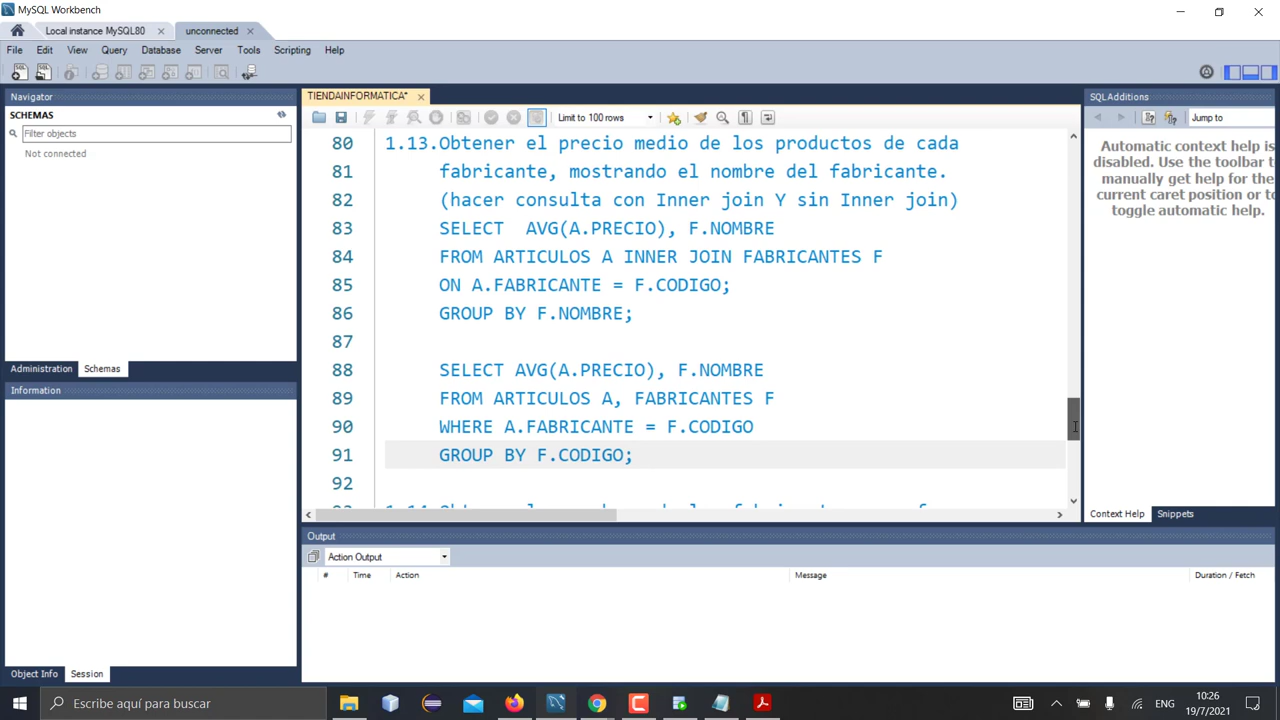 MySQL Workbench
Local instance MySQL80
unconnected
File Edit View Query Database Server Tools Scripting Help
Navigator
SCHEMAS
Filter objects
Not connected
Administration Schemas
Information
Object Info Session
TIENDAINFORMATICA*
Limit to 100 rows
80 1.13.Obtener el precio medio de los productos de cada
81 fabricante, mostrando el nombre del fabricante.
82 (hacer consulta con Inner join Y sin Inner join)
83 SELECT AVG(A.PRECIO), F.NOMBRE
84 FROM ARTICULOS A INNER JOIN FABRICANTES F
85 ON A.FABRICANTE = F.CODIGO;
86 GROUP BY F.NOMBRE;
87
88 SELECT AVG(A.PRECIO), F.NOMBRE
89 FROM ARTICULOS A, FABRICANTES F
90 WHERE A.FABRICANTE = F.CODIGO
91 GROUP BY F.CODIGO;
92
SQLAdditions
Jump to
Automatic context help is
disabled. Use the toolbar t
manually get help for the
current caret position or to
toggle automatic help.
Context Help Snippets
Output
Action Output
# Time Action Message Duration / Fetch
Escribe aquí para buscar
ENG
10:26
19/7/2021